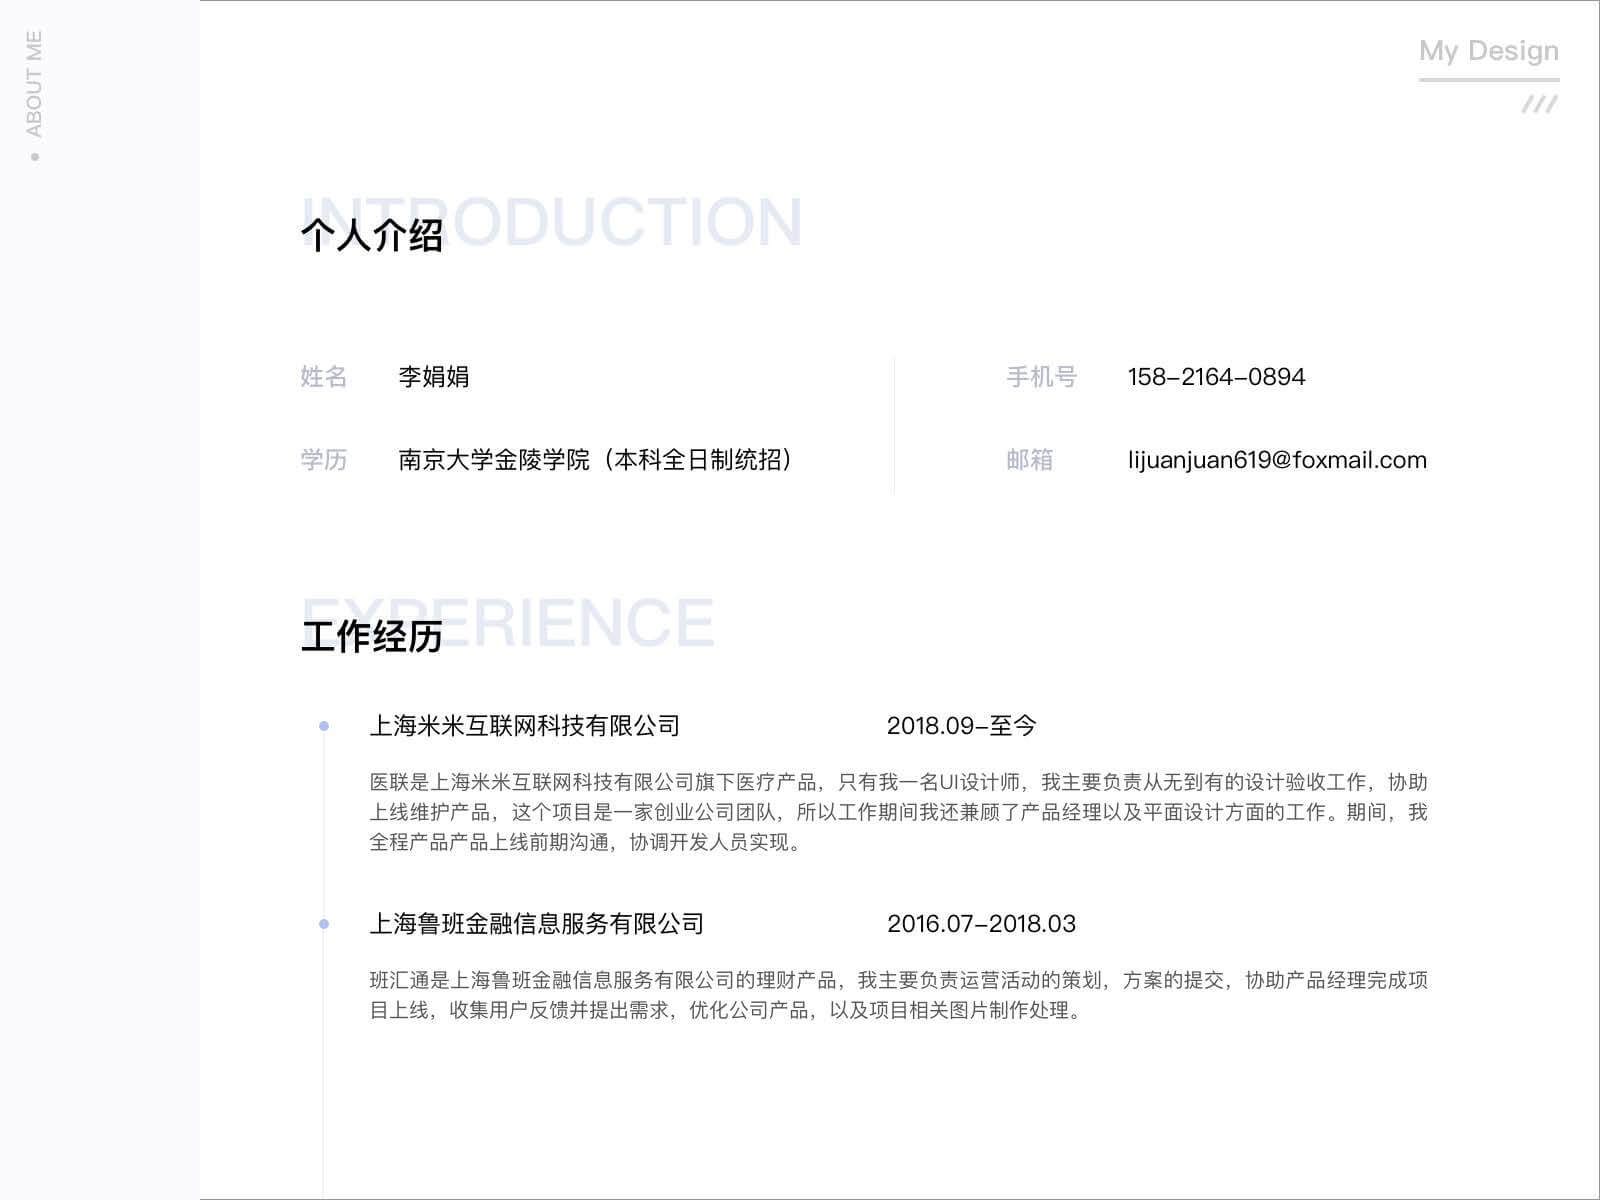 ABOUT ME
My Design
INTRODUCTION
个人介绍
姓名 李娟娟 手机号 158-2164-0894
学历 南京大学金陵学院（本科全日制统招） 邮箱 lijuanjuan619@foxmail.com
EXPERIENCE
工作经历
上海米米互联网科技有限公司 2018.09-至今
医联是上海米米互联网科技有限公司旗下医疗产品，只有我一名UI设计师，我主要负责从无到有的设计验收工作，协助
上线维护产品，这个项目是一家创业公司团队，所以工作期间我还兼顾了产品经理以及平面设计方面的工作。期间，我
全程产品产品上线前期沟通，协调开发人员实现。
上海鲁班金融信息服务有限公司 2016.07-2018.03
班汇通是上海鲁班金融信息服务有限公司的理财产品，我主要负责运营活动的策划，方案的提交，协助产品经理完成项
目上线，收集用户反馈并提出需求，优化公司产品，以及项目相关图片制作处理。